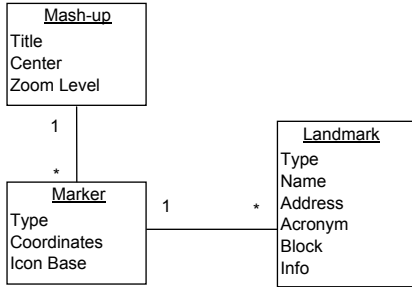 Mash-up
Title
Center
Zoom Level
1
*
Marker
Type
Coordinates
Icon Base
1
*
Landmark
Type
Name
Address
Acronym
Block
Info